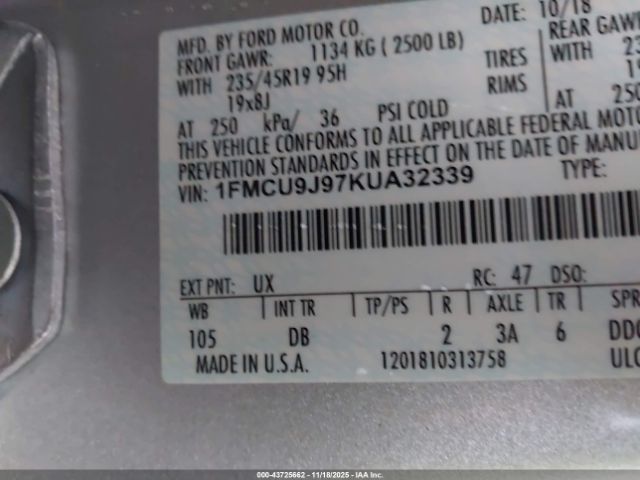 DATE: 10/18
MFD. BY FORD MOTOR CO.
FRONT GAWR: 1134 KG ( 2500 LB)
REAR GAWR
WITH 235/45R19 95H TIRES WITH
19x8J RIMS
AT 250 kPa/ 36 PSI COLD AT 250
THIS VEHICLE CONFORMS TO ALL APPLICABLE FEDERAL
PREVENTION STANDARDS IN EFFECT ON THE DATE OF
VIN: 1FMCU9J97KUA32339 TYPE:
EXT PNT: UX RC: 47 DSO:
WB INT TR TP/PS R AXLE TR SPR
105 DB 2 3A 6
MADE IN U.S.A. 1201810313758
000-43725662 - 11/18/2025 - IAA Inc.